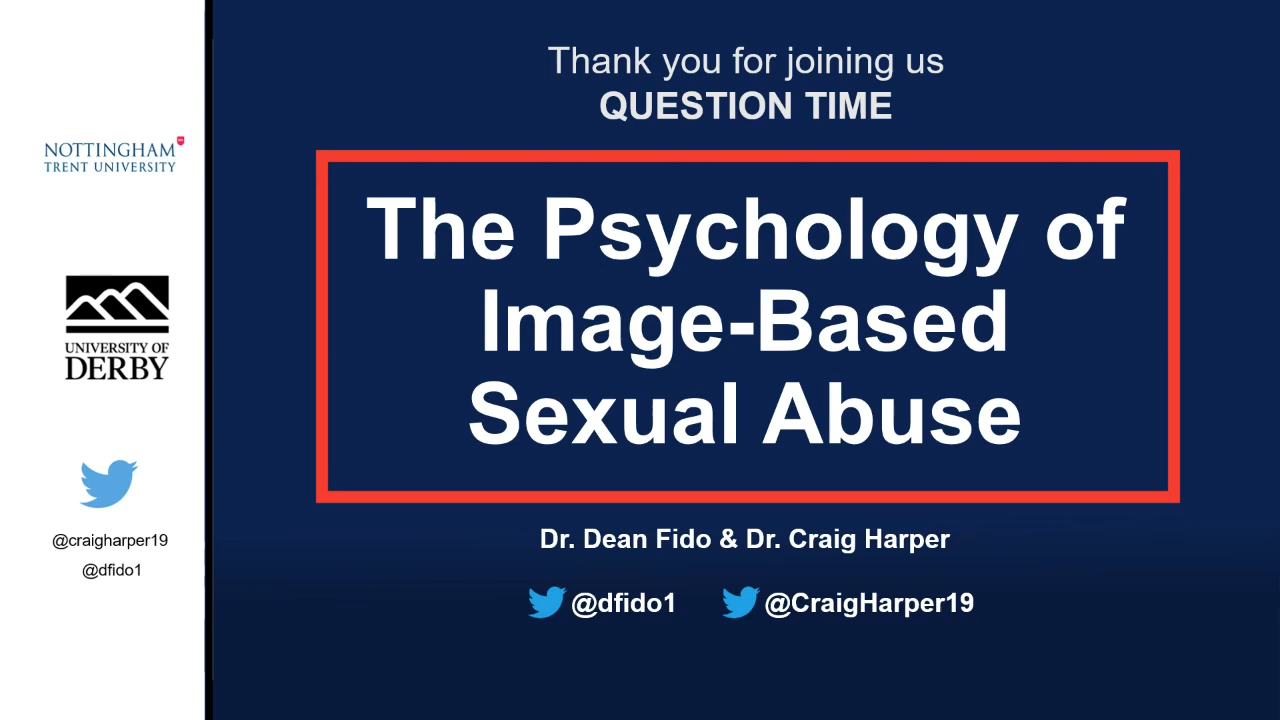 NOTTINGHAM
TRENT UNIVERSITY
UNIVERSITY OF
DERBY
@craigharper19
@dfido1
Thank you for joining us
QUESTION TIME
The Psychology of
Image-Based
Sexual Abuse
Dr. Dean Fido & Dr. Craig Harper
@dfido1 @CraigHarper19